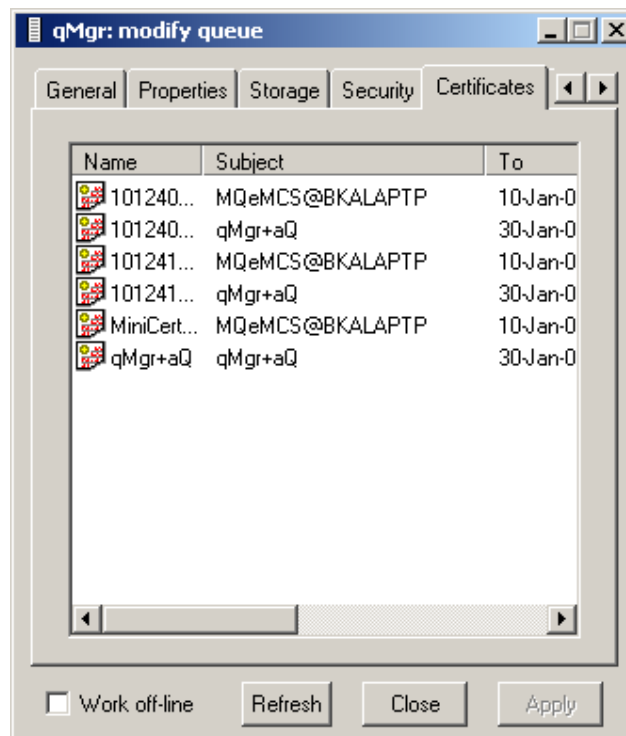 qMgr: modify queue
General Properties Storage Security Certificates
Name Subject To
101240... MQeMCS@BKALAPTP 10-Jan-0
101240... qMgr+aQ 30-Jan-0
101241... MQeMCS@BKALAPTP 10-Jan-0
101241... qMgr+aQ 30-Jan-0
MiniCert... MQeMCS@BKALAPTP 10-Jan-0
qMgr+aQ qMgr+aQ 30-Jan-0
Work off-line Refresh Close Apply